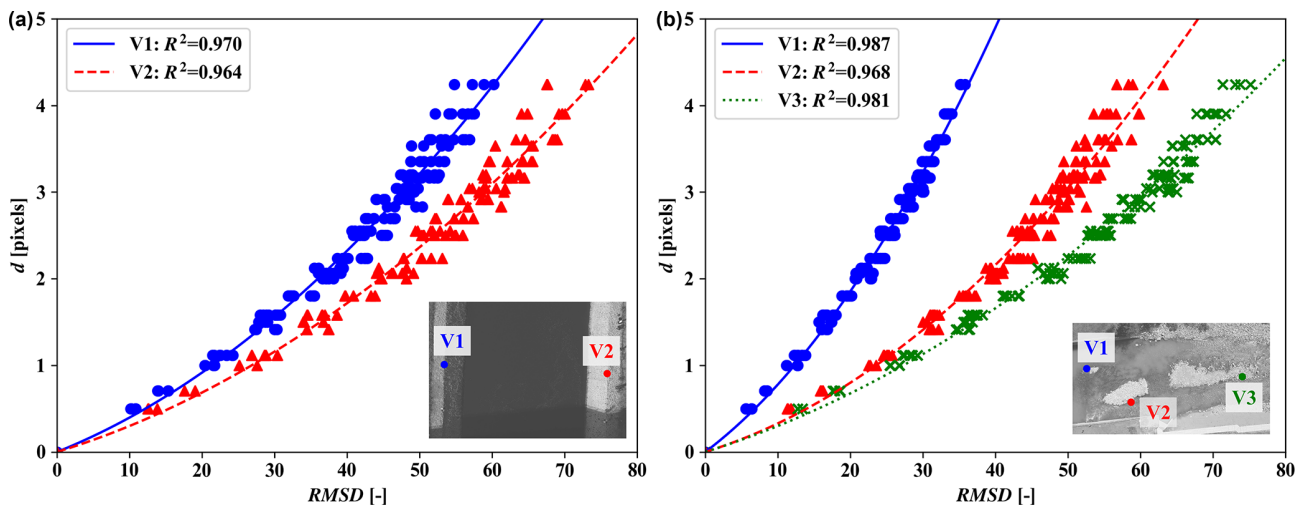 (a)
V1: R²=0.970
V2: R²=0.964
d [pixels]
5
4
3
2
1
0
V1
V2
0 10 20 30 40 50 60 70 80
RMSD [-]
(b)
V1: R²=0.987
V2: R²=0.968
V3: R²=0.981
d [pixels]
5
4
3
2
1
0
V1
V2
V3
0 10 20 30 40 50 60 70 80
RMSD [-]